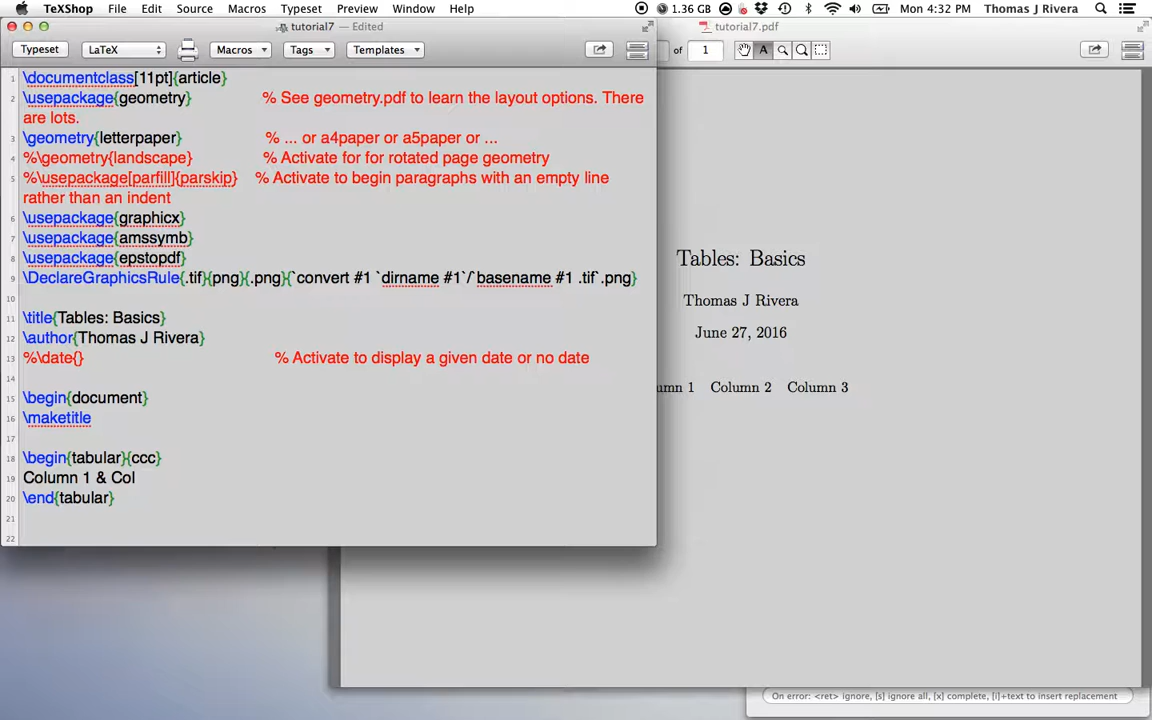 TeXShop File Edit Source Macros Typeset Preview Window Help 1.36 GB Mon 4:32 PM Thomas J Rivera
tutorial7 — Edited
tutorial7.pdf
Typeset LaTeX Macros Tags Templates
of 1 A
1 \documentclass[11pt]{article}
2 \usepackage{geometry} % See geometry.pdf to learn the layout options. There
are lots.
3 \geometry{letterpaper} % ... or a4paper or a5paper or ...
4 %\geometry{landscape} % Activate for for rotated page geometry
5 %\usepackage[parfill]{parskip} % Activate to begin paragraphs with an empty line
rather than an indent
6 \usepackage{graphicx}
7 \usepackage{amssymb}
8 \usepackage{epstopdf}
9 \DeclareGraphicsRule{.tif}{png}{.png}{`convert #1 `dirname #1`/`basename #1 .tif`.png}
10
11 \title{Tables: Basics}
12 \author{Thomas J Rivera}
13 %\date{} % Activate to display a given date or no date
14
15 \begin{document}
16 \maketitle
17
18 \begin{tabular}{ccc}
19 Column 1 & Col
20 \end{tabular}
21
22
Tables: Basics
Thomas J Rivera
June 27, 2016
umn 1 Column 2 Column 3
On error: <ret> ignore, [s] ignore all, [x] complete, [i]+text to insert replacement